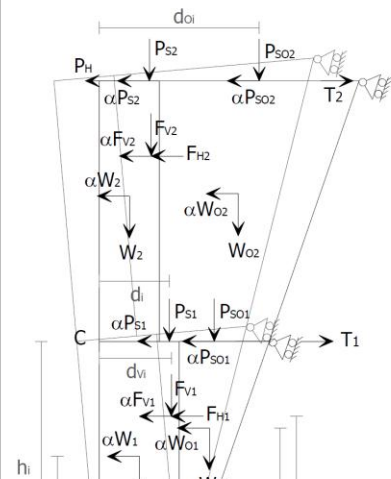 dOi
PS2
PSO2
PH
αPS2
αPSO2
T2
FV2
αFV2
FH2
αW2
αWO2
W2
WO2
di
PS1
PSO1
αPS1
C
T1
αPSO1
dVi
FV1
αFV1
FH1
αWO1
αW1
hi